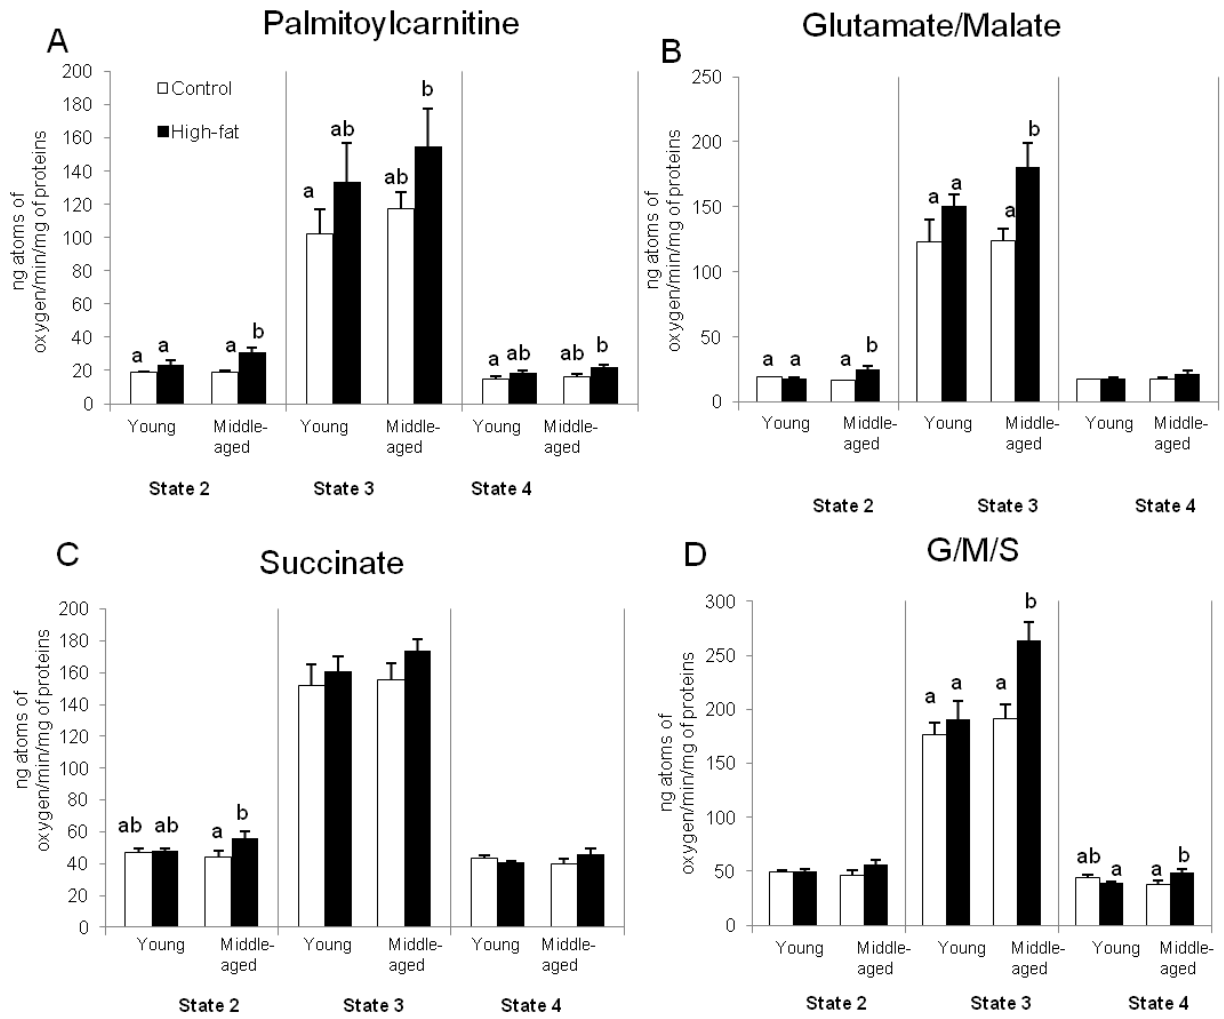 A
Palmitoylcarnitine
ng atoms of
oxygen/min/mg of proteins
200
180
160
140
120
100
80
60
40
20
0
Control
High-fat
a a a b
a ab ab b
a ab ab b
Young Middle-aged Young Middle-aged Young Middle-aged
State 2 State 3 State 4
B
Glutamate/Malate
ng atoms of
oxygen/min/mg of proteins
250
200
150
100
50
0
a a a b
a a a b
Young Middle-aged Young Middle-aged Young Middle-aged
State 2 State 3 State 4
C
Succinate
ng atoms of
oxygen/min/mg of proteins
200
180
160
140
120
100
80
60
40
20
0
ab ab a b
Young Middle-aged Young Middle-aged Young Middle-aged
State 2 State 3 State 4
D
G/M/S
ng atoms of
oxygen/min/mg of proteins
300
250
200
150
100
50
0
a a a b
ab a a b
Young Middle-aged Young Middle-aged Young Middle-aged
State 2 State 3 State 4